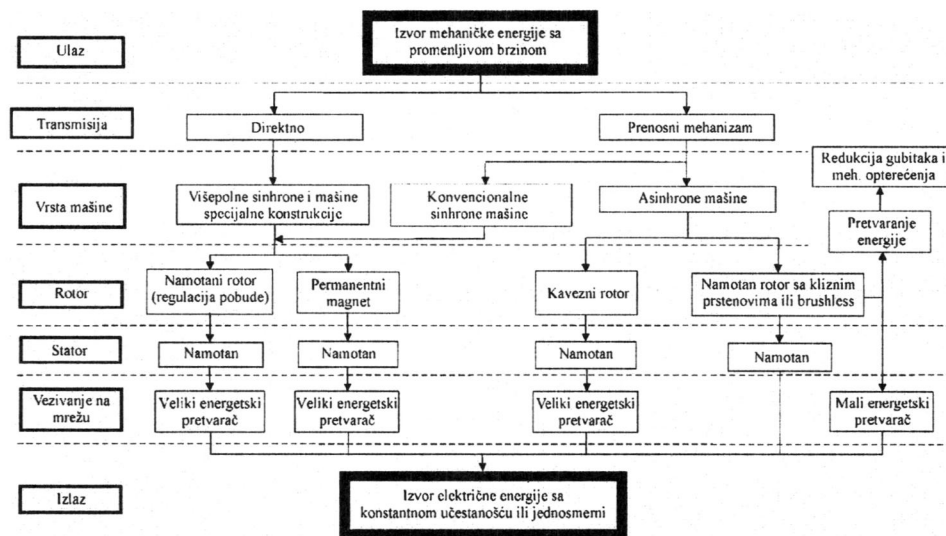 Ulaz
Izvor mehaničke energije sa
promenljivom brzinom
Transmisija
Direktno
Prenosni mehanizam
Vrsta mašine
Višepolne sinhrone i mašine
specijalne konstrukcije
Konvencionalne
sinhrone mašine
Asinhrone mašine
Redukcija gubitaka i
meh. opterećenja
Pretvaranje
energije
Rotor
Namotani rotor
(regulacija pobude)
Permanentni
magnet
Kavezni rotor
Namotan rotor sa kliznim
prstenovima ili brushless
Stator
Namotan
Namotan
Namotan
Namotan
Vezivanje na
mrežu
Veliki energetski
pretvarač
Veliki energetski
pretvarač
Veliki energetski
pretvarač
Mali energetski
pretvarač
Izlaz
Izvor električne energije sa
konstantnom učestanošću ili jednosmerni